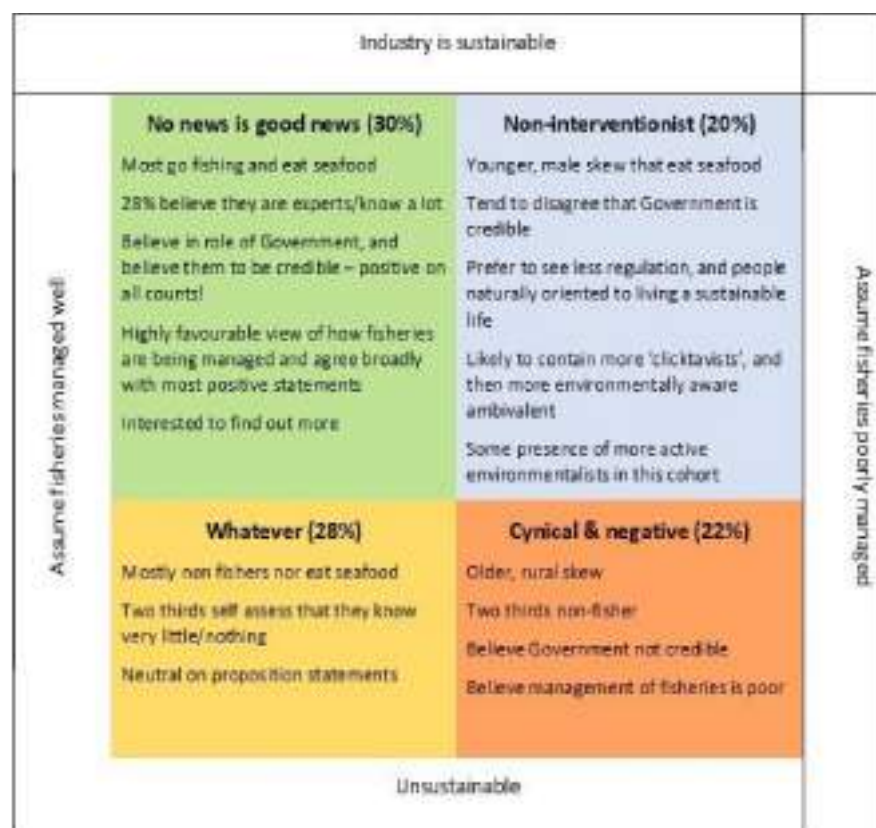 Industry is sustainable
Assume fisheries managed well
No news is good news (30%)
Most go fishing and eat seafood
28% believe they are experts/know a lot
Believe in role of Government, and
believe them to be credible – positive on
all counts!
Highly favourable view of how fisheries
are being managed and agree broadly
with most positive statements
Interested to find out more
Non-interventionist (20%)
Younger, male skew that eat seafood
Tend to disagree that Government is
credible
Prefer to see less regulation, and people
naturally oriented to living a sustainable
life
Likely to contain more 'clicktavists', and
then more environmentally aware
ambivalent
Some presence of more active
environmentalists in this cohort
Assume fisheries poorly managed
Whatever (28%)
Mostly non fishers nor eat seafood
Two thirds self assess that they know
very little/nothing
Neutral on proposition statements
Cynical & negative (22%)
Older, rural skew
Two thirds non-fisher
Believe Government not credible
Believe management of fisheries is poor
Unsustainable